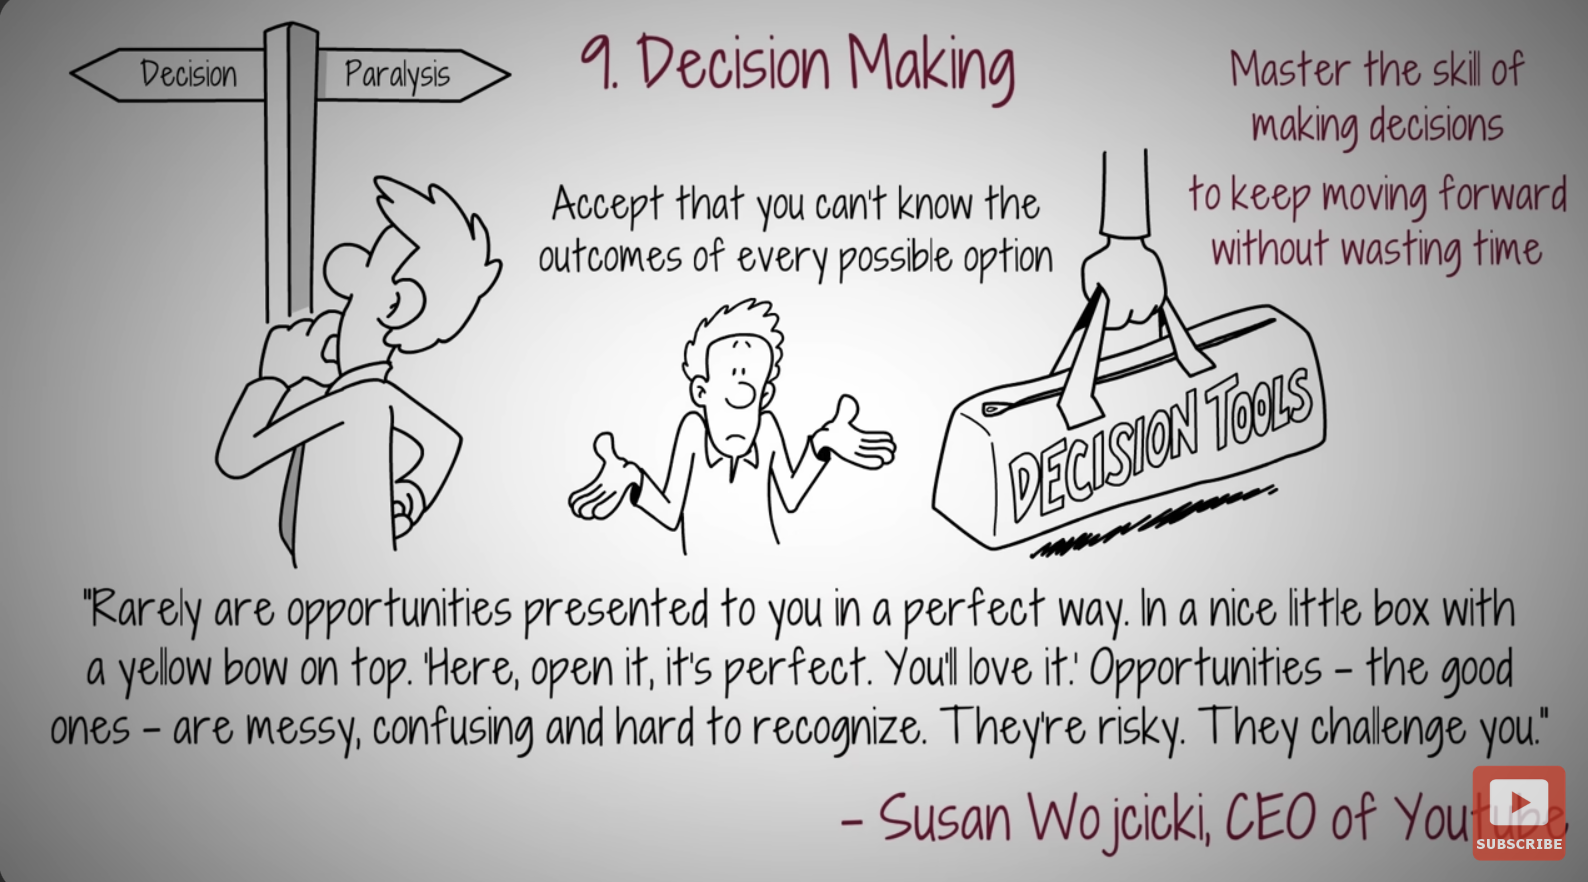 Decision
Paralysis
9. Decision Making
Master the skill of
making decisions
to keep moving forward
without wasting time
Accept that you can't know the
outcomes of every possible option
DECISION TOOLS
"Rarely are opportunities presented to you in a perfect way. In a nice little box with
a yellow bow on top. 'Here, open it, it's perfect. You'll love it.' Opportunities – the good
ones – are messy, confusing and hard to recognize. They're risky. They challenge you."
– Susan Wojcicki, CEO of Youtube
SUBSCRIBE